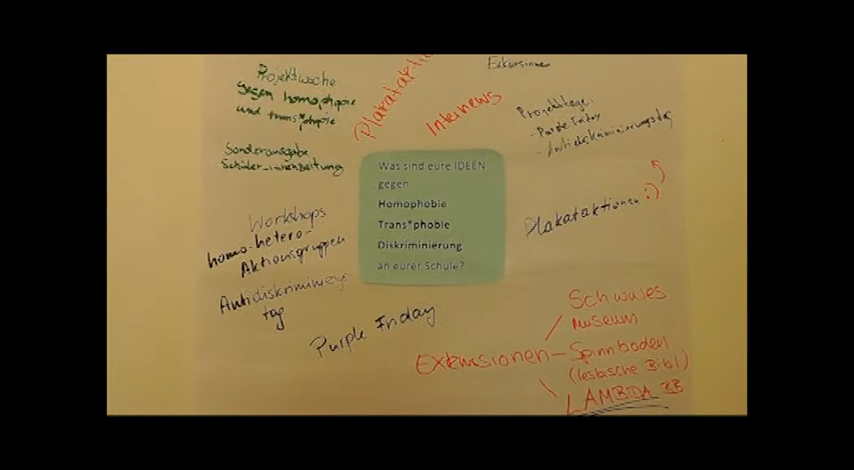 Projektwoche
gegen homophobie
und trans*phobie
Sonderausgabe
Schüler_innenzeitung
Workshops
homo-hetero-
Aktionsgruppen
tag
Purple Friday
Interviews
Exkursionen
Projekttage:
- Purple Friday
- Antidiskriminierungstag
Plakataktionen :)
Was sind eure IDEEN
gegen
Homophobie
Trans*phobie
Diskriminierung
an eurer Schule?
Exkursionen
Schwules
Museum
Spinnboden
(lesbische Bibl)
LAMBDA BB